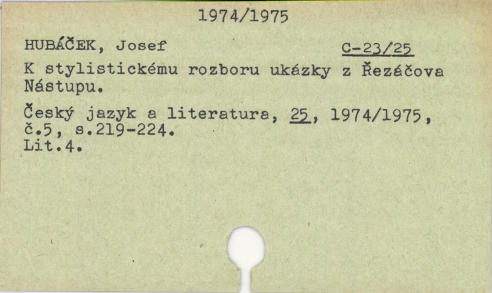 1974/1975
HUBÁČEK, Josef C-23/25
K stylistickému rozboru ukázky z Řezáčova
Nástupu.
Český jazyk a literatura, 25, 1974/1975,
č.5, s.219-224.
Lit.4.